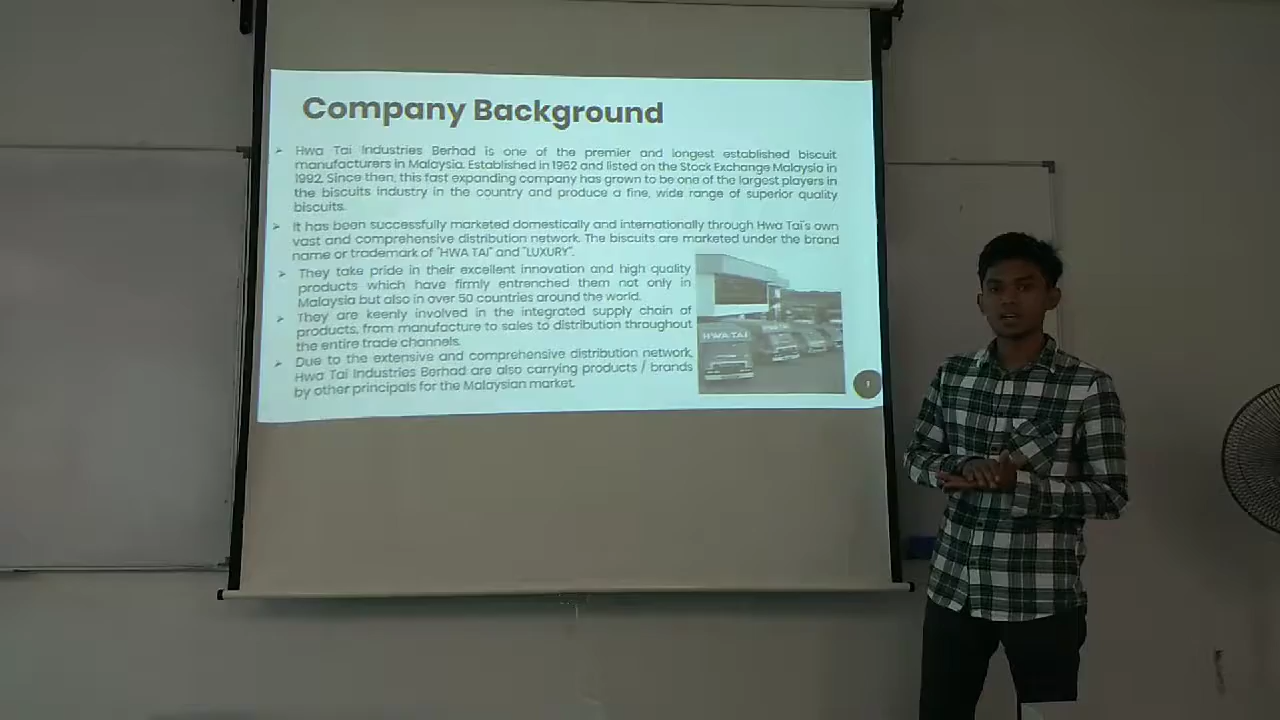 Company Background
Hwa Tai Industries Berhad is one of the premier and longest established biscuit
manufacturers in Malaysia. Established in 1962 and listed on the Stock Exchange Malaysia in
1992. Since then, this fast expanding company has grown to be one of the largest players in
the biscuits industry in the country and produce a fine, wide range of superior quality
biscuits.
It has been successfully marketed domestically and internationally through Hwa Tai's own
vast and comprehensive distribution network. The biscuits are marketed under the brand
name or trademark of "HWA TAI" and "LUXURY".
They take pride in their excellent innovation and high quality
products which have firmly entrenched them not only in
Malaysia but also in over 50 countries around the world.
They are keenly involved in the integrated supply chain of
products, from manufacture to sales to distribution throughout
the entire trade channels.
Due to the extensive and comprehensive distribution network,
Hwa Tai Industries Berhad are also carrying products / brands
by other principals for the Malaysian market.
HWA TAI